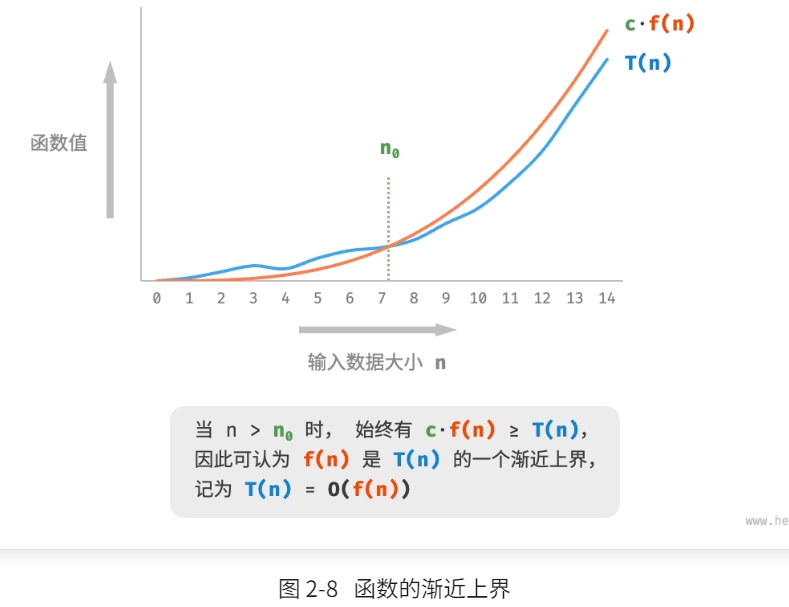 c·f(n)
T(n)
函数值
n₀
0 1 2 3 4 5 6 7 8 9 10 11 12 13 14
输入数据大小 n
当 n > n₀ 时， 始终有 c·f(n) ≥ T(n)，
因此可认为 f(n) 是 T(n) 的一个渐近上界，
记为 T(n) = O(f(n))
www.he
图 2-8 函数的渐近上界